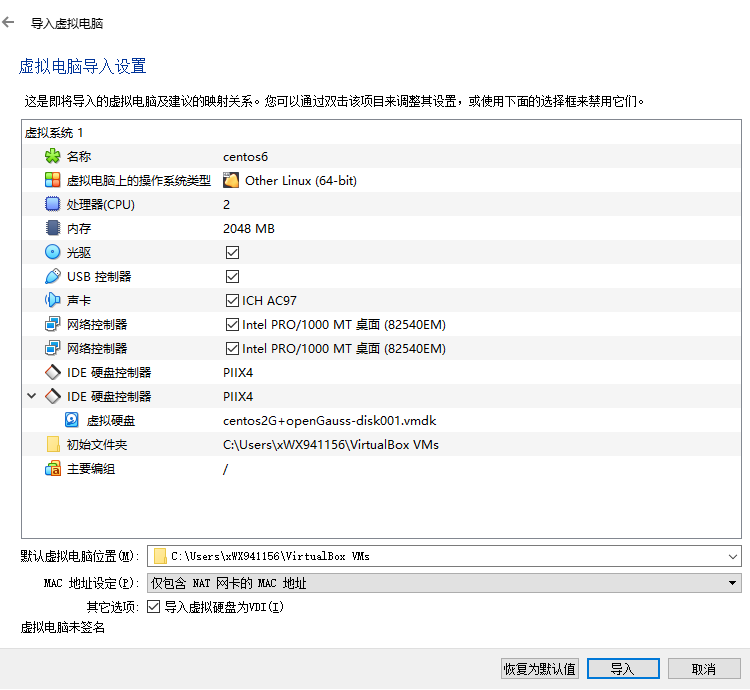 导入虚拟电脑
虚拟电脑导入设置
这是即将导入的虚拟电脑及建议的映射关系。您可以通过双击该项目来调整其设置，或使用下面的选择框来禁用它们。
虚拟系统 1
名称 centos6
虚拟电脑上的操作系统类型 Other Linux (64-bit)
处理器(CPU) 2
内存 2048 MB
光驱
USB 控制器
声卡 ICH AC97
网络控制器 Intel PRO/1000 MT 桌面 (82540EM)
网络控制器 Intel PRO/1000 MT 桌面 (82540EM)
IDE 硬盘控制器 PIIX4
IDE 硬盘控制器 PIIX4
虚拟硬盘 centos2G+openGauss-disk001.vmdk
初始文件夹 C:\Users\xWX941156\VirtualBox VMs
主要编组 /
默认虚拟电脑位置(M): C:\Users\xWX941156\VirtualBox VMs
MAC 地址设定(P): 仅包含 NAT 网卡的 MAC 地址
其它选项: 导入虚拟硬盘为VDI(I)
虚拟电脑未签名
恢复为默认值 导入 取消